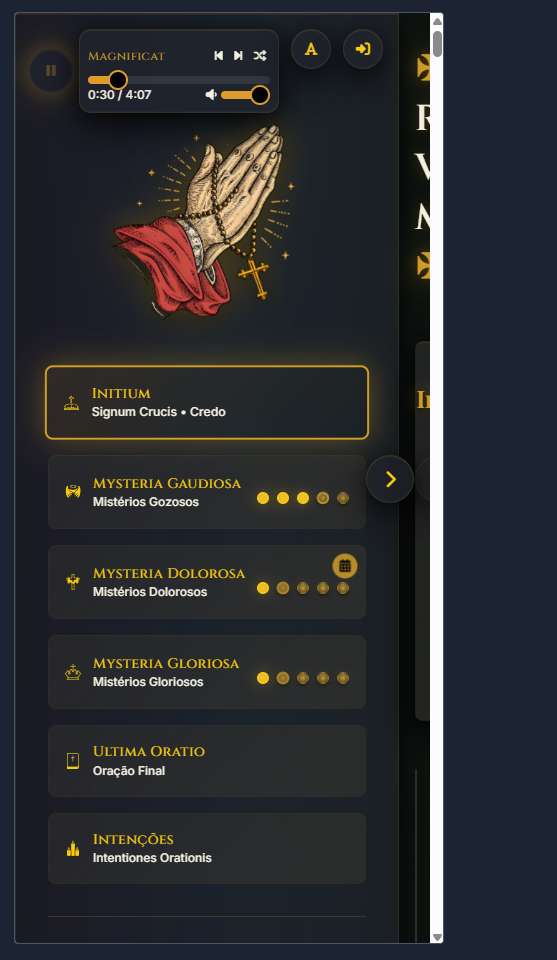 Magnificat
0:30 / 4:07
A
Initium
Signum Crucis • Credo
Mysteria Gaudiosa
Mistérios Gozosos
Mysteria Dolorosa
Mistérios Dolorosos
Mysteria Gloriosa
Mistérios Gloriosos
Ultima Oratio
Oração Final
Intenções
Intentiones Orationis
R
V
M